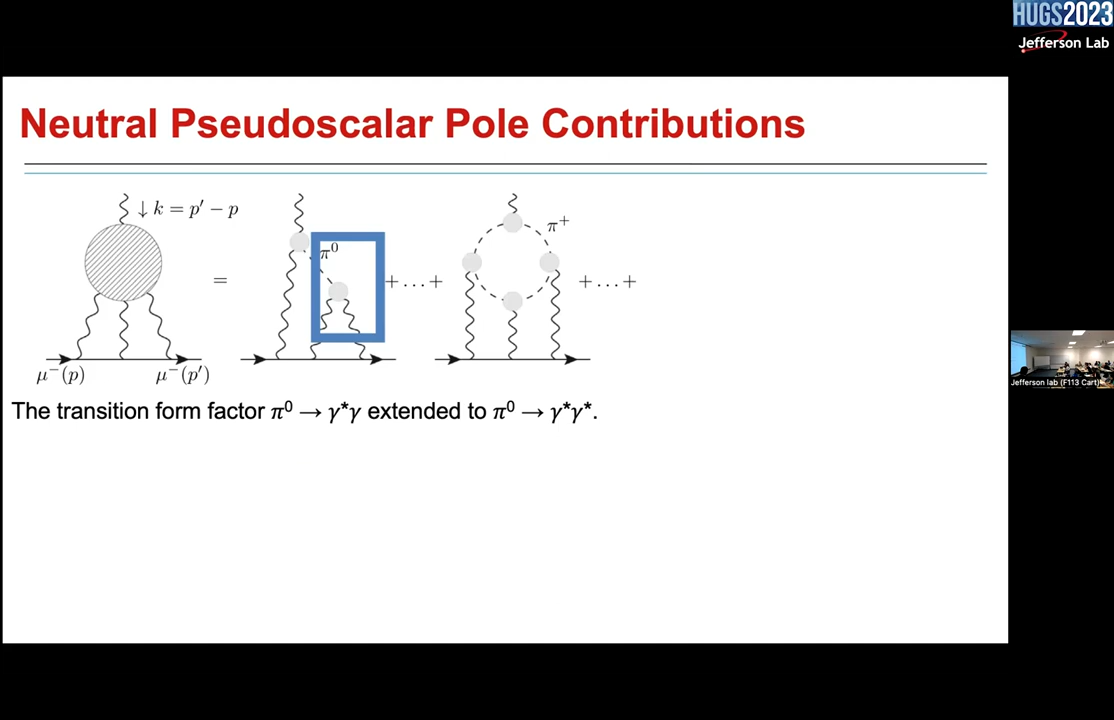 HUGS2023
Jefferson Lab
Neutral Pseudoscalar Pole Contributions
↓ k = p′ − p
=
π⁰
+ … +
π⁺
+ … +
μ⁻(p)
μ⁻(p′)
Jefferson lab (F113 Cart)
The transition form factor π⁰ → γ*γ extended to π⁰ → γ*γ*.